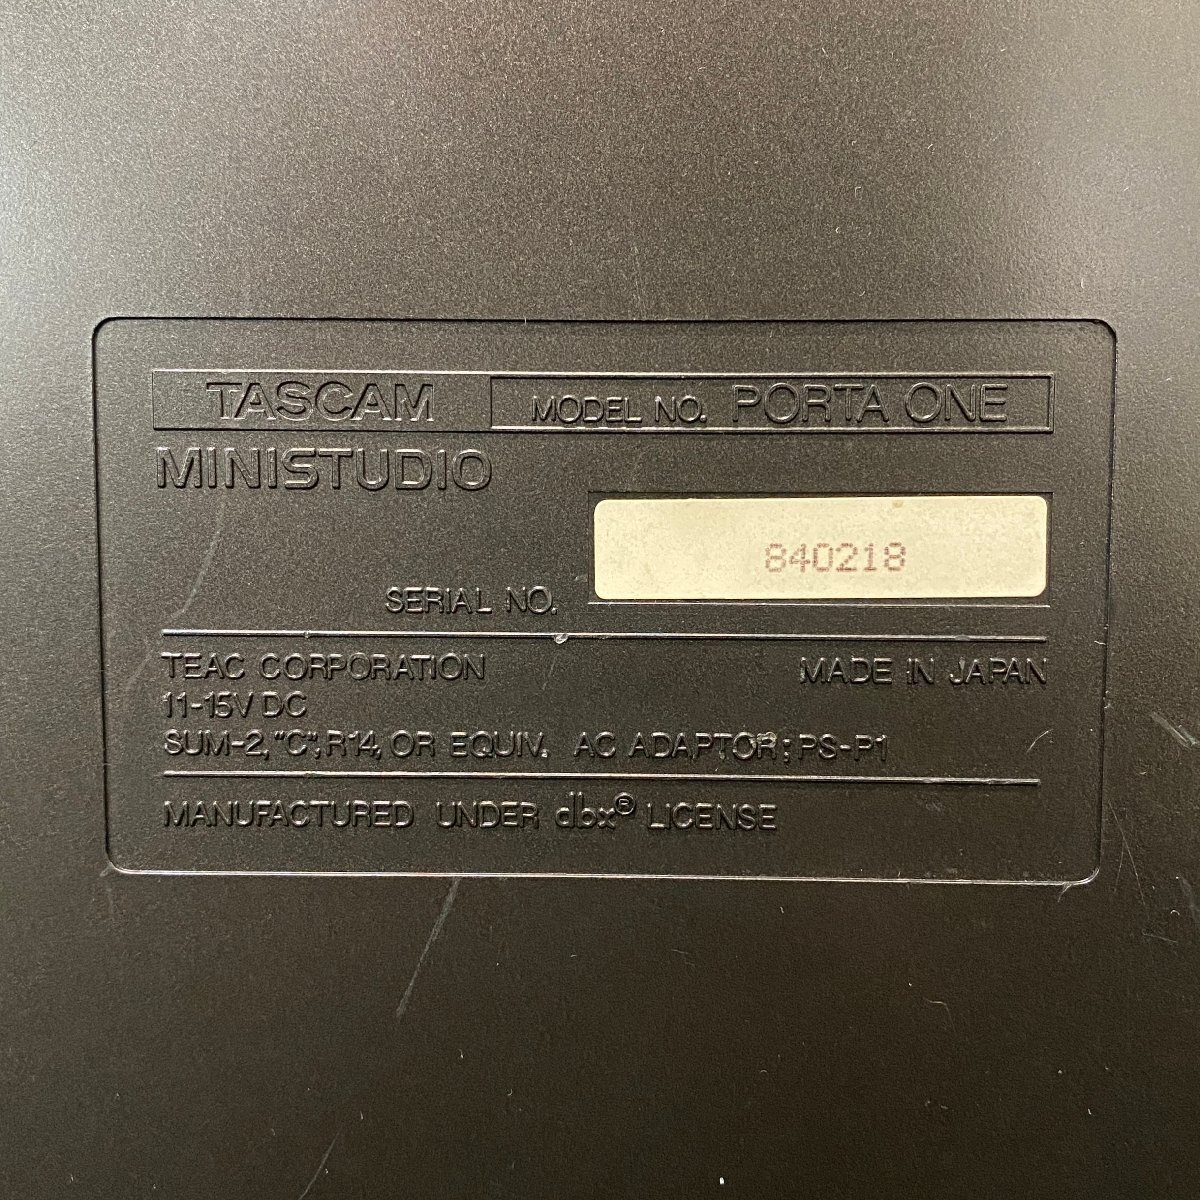 TASCAM MODEL NO. PORTA ONE
MINISTUDIO
840218
SERIAL NO.
TEAC CORPORATION MADE IN JAPAN
11-15V DC
SUM-2, "C", R14, OR EQUIV. AC ADAPTOR; PS-P1
MANUFACTURED UNDER dbx® LICENSE